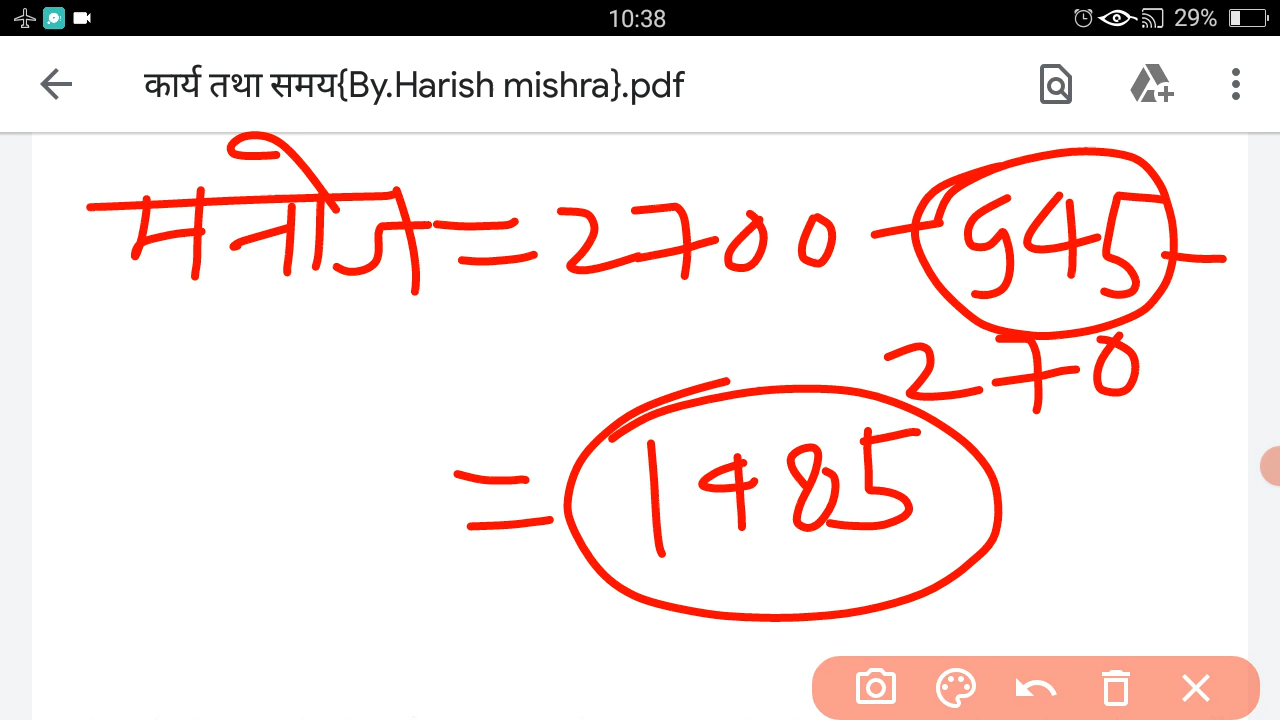 10:38
29%
कार्य तथा समय{By.Harish mishra}.pdf
मनोज = 2700 - 945 -
270
= 1485